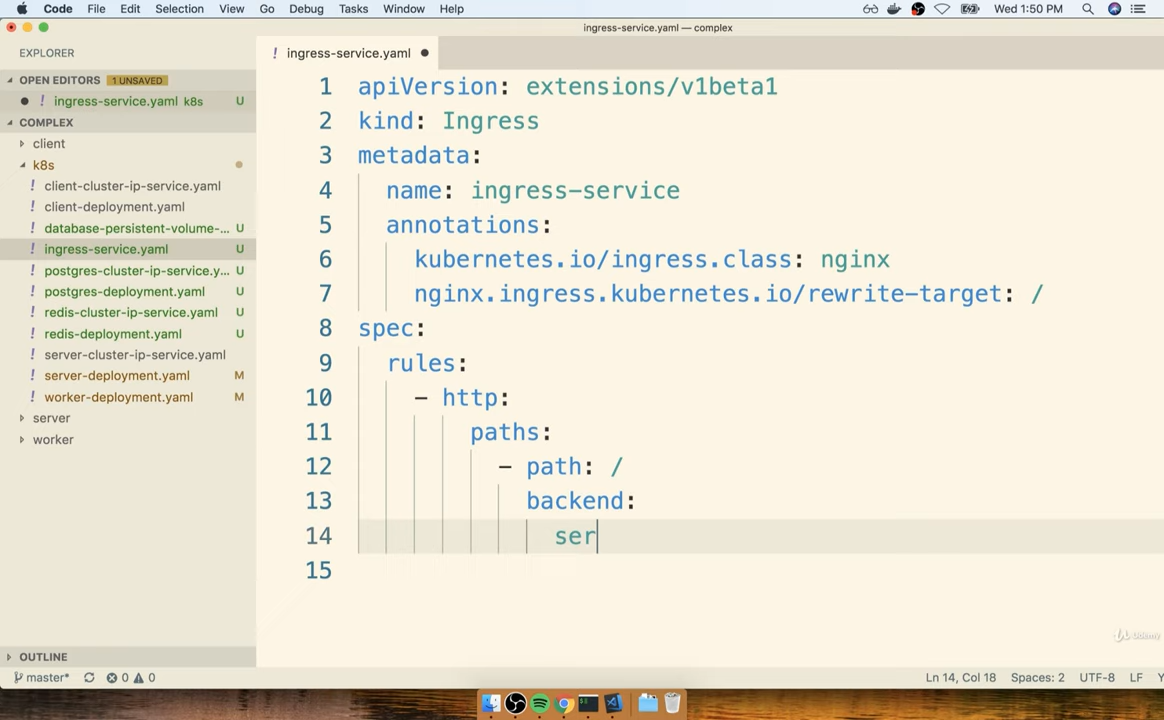 Code File Edit Selection View Go Debug Tasks Window Help Wed 1:50 PM
ingress-service.yaml — complex
EXPLORER
! ingress-service.yaml
OPEN EDITORS 1 UNSAVED
! ingress-service.yaml k8s U
COMPLEX
client
k8s
! client-cluster-ip-service.yaml
! client-deployment.yaml
! database-persistent-volume-... U
! ingress-service.yaml U
! postgres-cluster-ip-service.y... U
! postgres-deployment.yaml U
! redis-cluster-ip-service.yaml U
! redis-deployment.yaml U
! server-cluster-ip-service.yaml
! server-deployment.yaml M
! worker-deployment.yaml M
server
worker
1 apiVersion: extensions/v1beta1
2 kind: Ingress
3 metadata:
4 name: ingress-service
5 annotations:
6 kubernetes.io/ingress.class: nginx
7 nginx.ingress.kubernetes.io/rewrite-target: /
8 spec:
9 rules:
10 - http:
11 paths:
12 - path: /
13 backend:
14 ser
15
Udemy
OUTLINE
master* 0 0 Ln 14, Col 18 Spaces: 2 UTF-8 LF Y